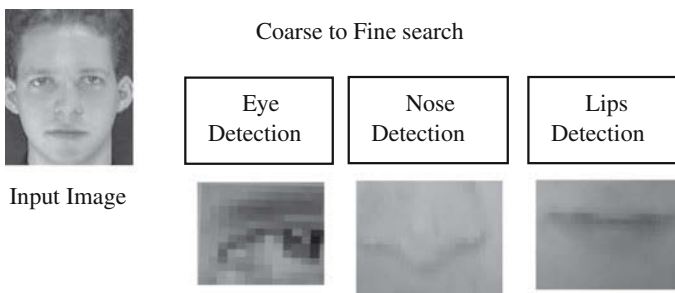 Coarse to Fine search
Eye
Detection
Nose
Detection
Lips
Detection
Input Image